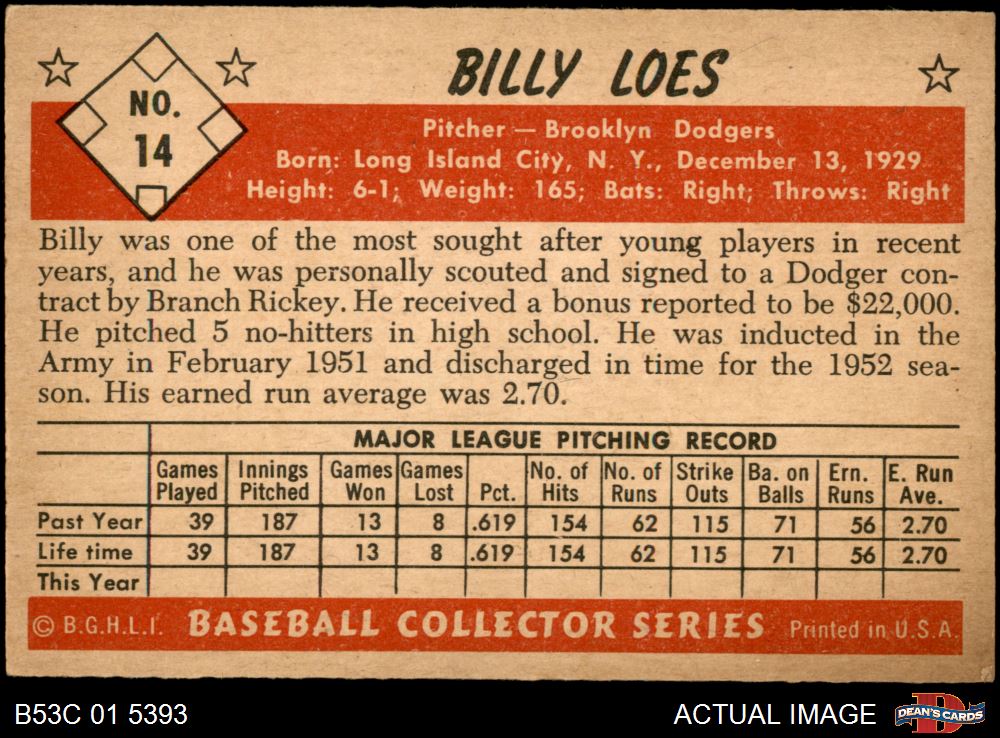 NO.
14
BILLY LOES
Pitcher — Brooklyn Dodgers
Born: Long Island City, N. Y., December 13, 1929
Height: 6-1; Weight: 165; Bats: Right; Throws: Right
Billy was one of the most sought after young players in recent
years, and he was personally scouted and signed to a Dodger con-
tract by Branch Rickey. He received a bonus reported to be $22,000.
He pitched 5 no-hitters in high school. He was inducted in the
Army in February 1951 and discharged in time for the 1952 sea-
son. His earned run average was 2.70.
MAJOR LEAGUE PITCHING RECORD
Games Innings Games Games No. of No. of Strike Ba. on Ern. E. Run
Played Pitched Won Lost Pct. Hits Runs Outs Balls Runs Ave.
Past Year 39 187 13 8 .619 154 62 115 71 56 2.70
Life time 39 187 13 8 .619 154 62 115 71 56 2.70
This Year
© B.G.H.L.I. BASEBALL COLLECTOR SERIES Printed in U.S.A.
B53C 01 5393 ACTUAL IMAGE DEAN'S CARDS